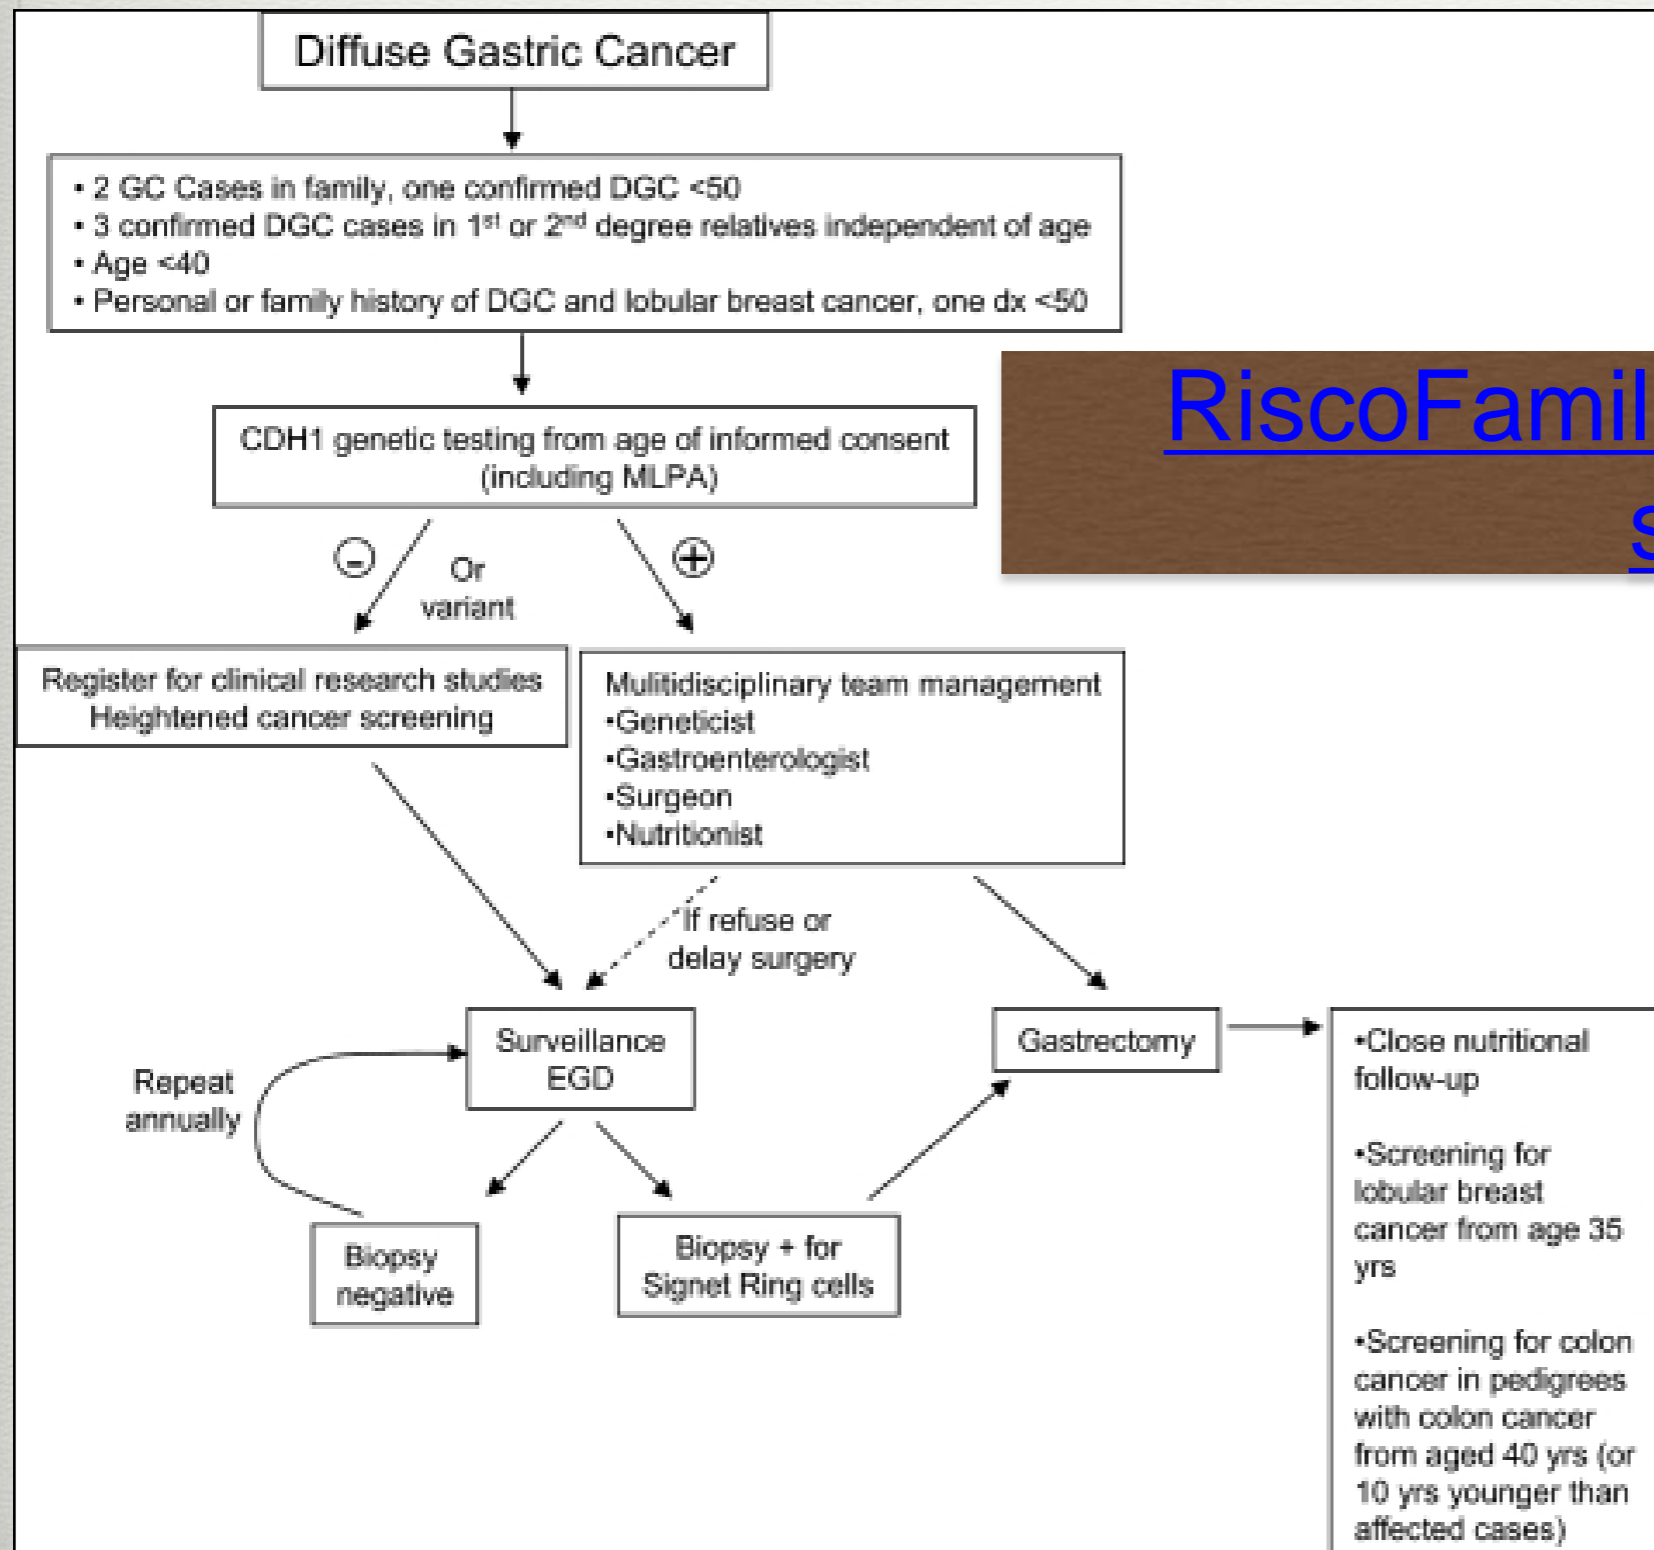 Diffuse Gastric Cancer
• 2 GC Cases in family, one confirmed DGC <50
• 3 confirmed DGC cases in 1st or 2nd degree relatives independent of age
• Age <40
• Personal or family history of DGC and lobular breast cancer, one dx <50
RiscoFamil
s
CDH1 genetic testing from age of informed consent
(including MLPA)
-
Or
variant
+
Register for clinical research studies
Heightened cancer screening
Mulitidisciplinary team management
•Geneticist
•Gastroenterologist
•Surgeon
•Nutritionist
If refuse or
delay surgery
Surveillance
EGD
Gastrectomy
Repeat
annually
Biopsy
negative
Biopsy + for
Signet Ring cells
•Close nutritional
follow-up
•Screening for
lobular breast
cancer from age 35
yrs
•Screening for colon
cancer in pedigrees
with colon cancer
from aged 40 yrs (or
10 yrs younger than
affected cases)